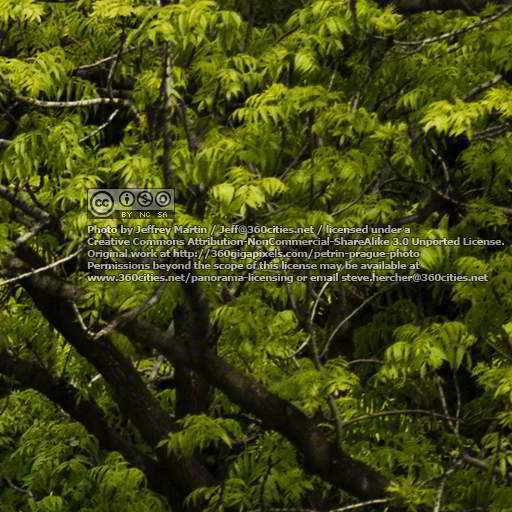 cc
BY NC SA
Photo by Jeffrey Martin / Jeff@360cities.net / licensed under a
Creative Commons Attribution-NonCommercial-ShareAlike 3.0 Unported License.
Original work at http://360gigapixels.com/petrin-prague-photo
Permissions beyond the scope of this license may be available at
www.360cities.net/panorama-licensing or email steve.hercher@360cities.net